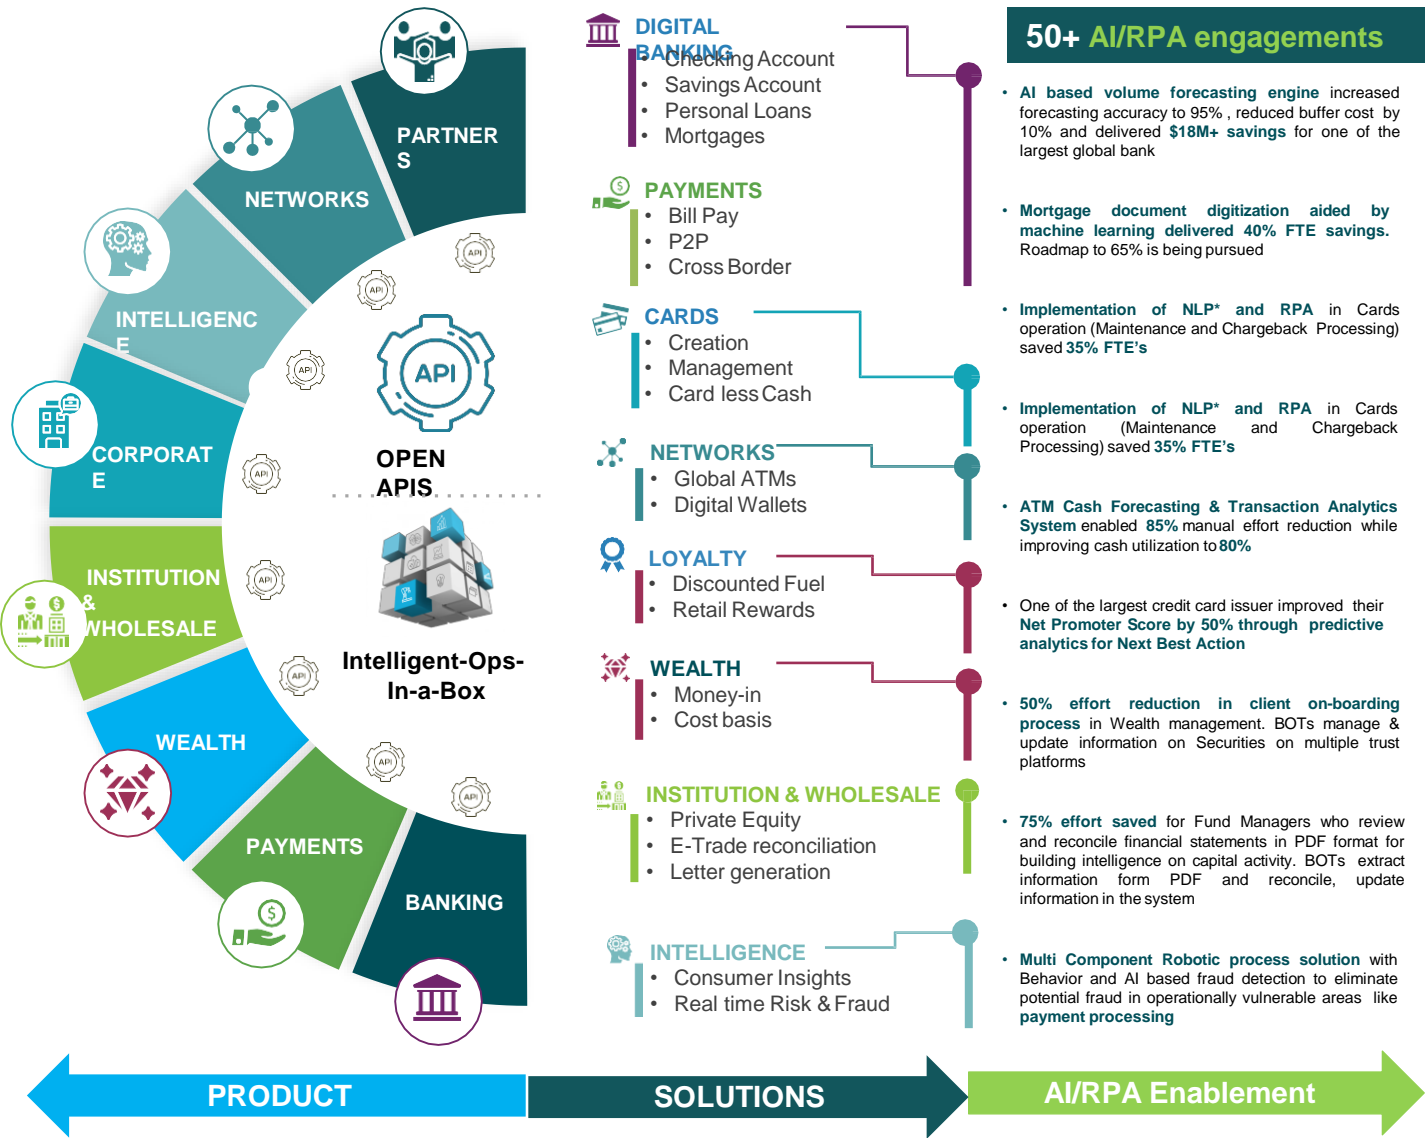 PARTNER
S
NETWORKS
INTELLIGENC
E
CORPORAT
E
INSTITUTION
&
WHOLESALE
WEALTH
PAYMENTS
BANKING
API
API
API
API
API
API
API
API
API
OPEN
APIS
Intelligent-Ops-
In-a-Box
DIGITAL
BANKING
• Checking Account
• Savings Account
• Personal Loans
• Mortgages
PAYMENTS
• Bill Pay
• P2P
• Cross Border
CARDS
• Creation
• Management
• Card less Cash
NETWORKS
• Global ATMs
• Digital Wallets
LOYALTY
• Discounted Fuel
• Retail Rewards
WEALTH
• Money-in
• Cost basis
INSTITUTION & WHOLESALE
• Private Equity
• E-Trade reconciliation
• Letter generation
INTELLIGENCE
• Consumer Insights
• Real time Risk & Fraud
50+ AI/RPA engagements
• AI based volume forecasting engine increased
forecasting accuracy to 95% , reduced buffer cost by
10% and delivered $18M+ savings for one of the
largest global bank
• Mortgage document digitization aided by
machine learning delivered 40% FTE savings.
Roadmap to 65% is being pursued
• Implementation of NLP* and RPA in Cards
operation (Maintenance and Chargeback Processing)
saved 35% FTE's
• Implementation of NLP* and RPA in Cards
operation (Maintenance and Chargeback
Processing) saved 35% FTE's
• ATM Cash Forecasting & Transaction Analytics
System enabled 85% manual effort reduction while
improving cash utilization to 80%
• One of the largest credit card issuer improved their
Net Promoter Score by 50% through predictive
analytics for Next Best Action
• 50% effort reduction in client on-boarding
process in Wealth management. BOTs manage &
update information on Securities on multiple trust
platforms
• 75% effort saved for Fund Managers who review
and reconcile financial statements in PDF format for
building intelligence on capital activity. BOTs extract
information form PDF and reconcile, update
information in the system
• Multi Component Robotic process solution with
Behavior and AI based fraud detection to eliminate
potential fraud in operationally vulnerable areas like
payment processing
PRODUCT
SOLUTIONS
AI/RPA Enablement